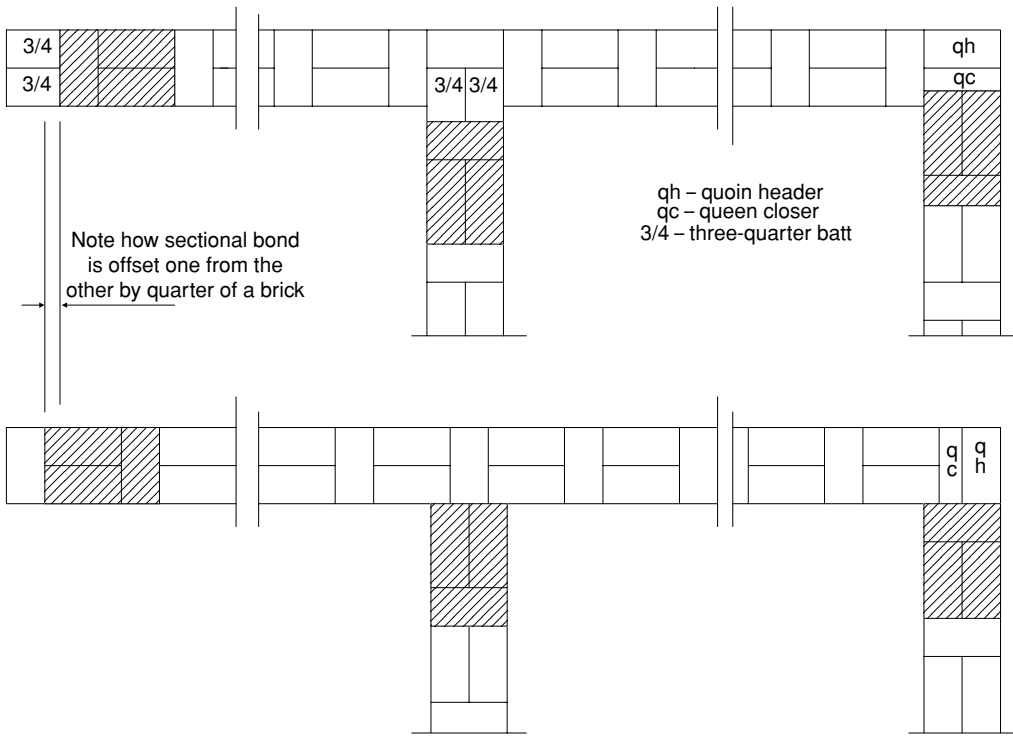 3/4
3/4
3/4 3/4
qh
qc
qh – quoin header
qc – queen closer
3/4 – three-quarter batt
Note how sectional bond
is offset one from the
other by quarter of a brick
q
c
q
h